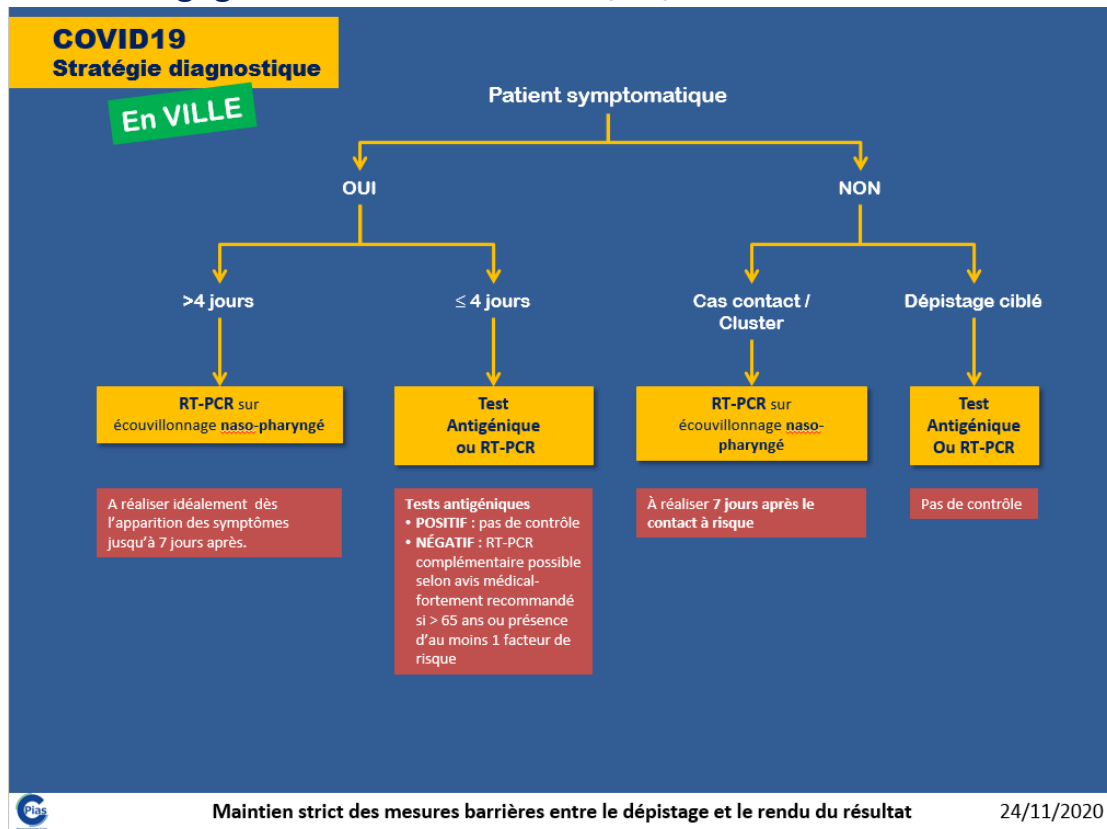 COVID19
Stratégie diagnostique
En VILLE
Patient symptomatique
OUI
NON
>4 jours
≤ 4 jours
Cas contact /
Cluster
Dépistage ciblé
RT-PCR sur
écouvillonnage naso-pharyngé
Test
Antigénique
ou RT-PCR
RT-PCR sur
écouvillonnage naso-
pharyngé
Test
Antigénique
Ou RT-PCR
A réaliser idéalement dès
l'apparition des symptômes
jusqu'à 7 jours après.
Tests antigéniques
• POSITIF : pas de contrôle
• NÉGATIF : RT-PCR
complémentaire possible
selon avis médical-
fortement recommandé
si > 65 ans ou présence
d'au moins 1 facteur de
risque
À réaliser 7 jours après le
contact à risque
Pas de contrôle
CPias
Maintien strict des mesures barrières entre le dépistage et le rendu du résultat
24/11/2020